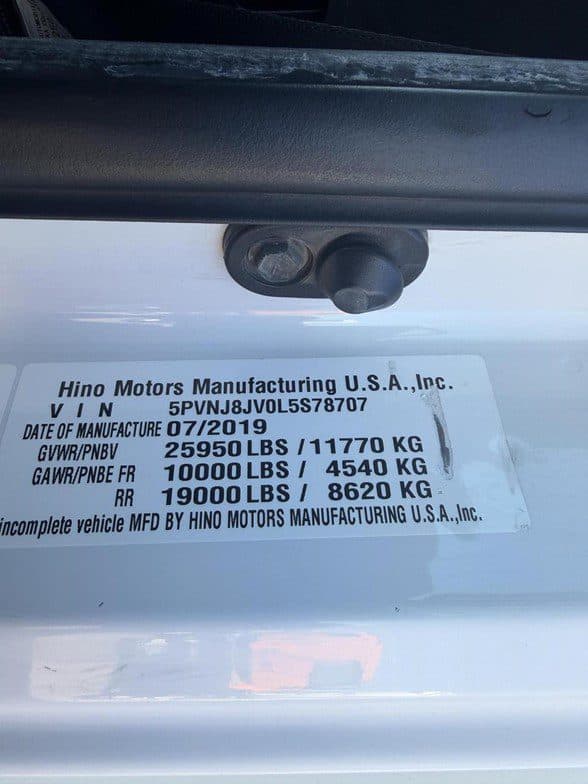 Hino Motors Manufacturing U.S.A.,Inc.
V I N 5PVNJ8JV0L5S78707
DATE OF MANUFACTURE 07/2019
GVWR/PNBV 25950 LBS / 11770 KG
GAWR/PNBE FR 10000 LBS / 4540 KG
RR 19000 LBS / 8620 KG
incomplete vehicle MFD BY HINO MOTORS MANUFACTURING U.S.A.,Inc.